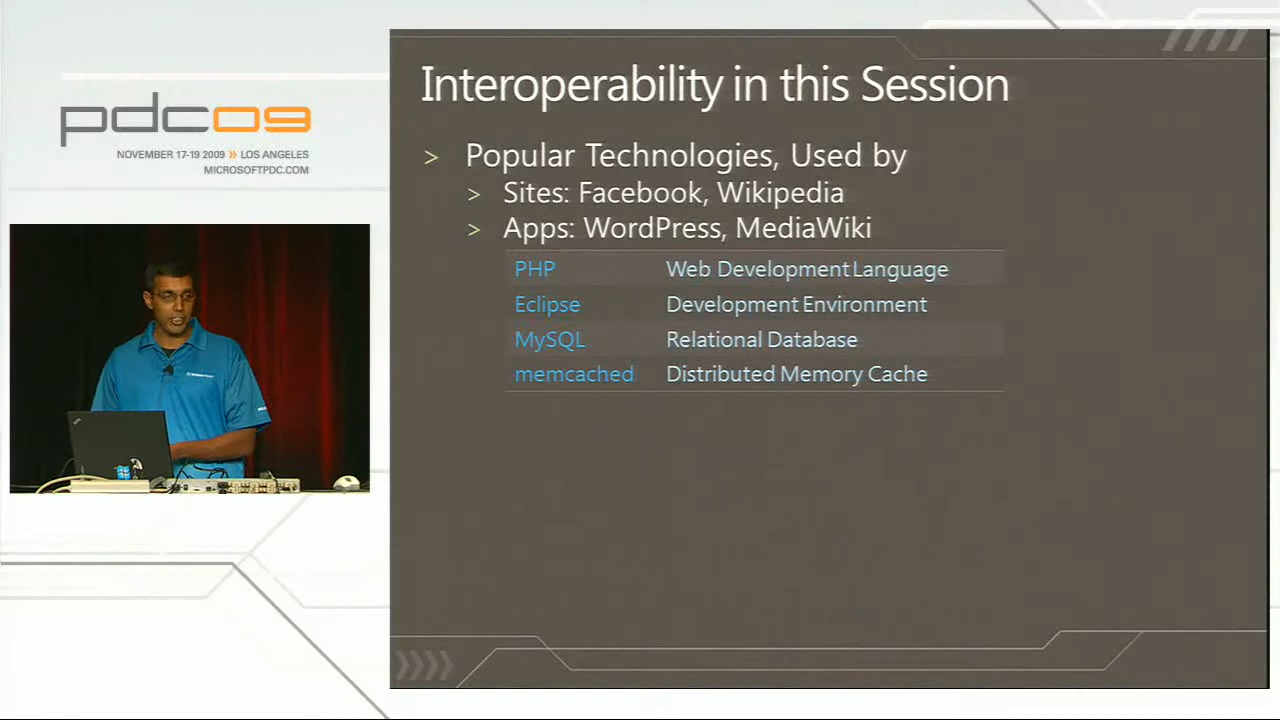 pdc09
NOVEMBER 17-19 2009 » LOS ANGELES
MICROSOFTPDC.COM
Interoperability in this Session
> Popular Technologies, Used by
> Sites: Facebook, Wikipedia
> Apps: WordPress, MediaWiki
PHP Web Development Language
Eclipse Development Environment
MySQL Relational Database
memcached Distributed Memory Cache